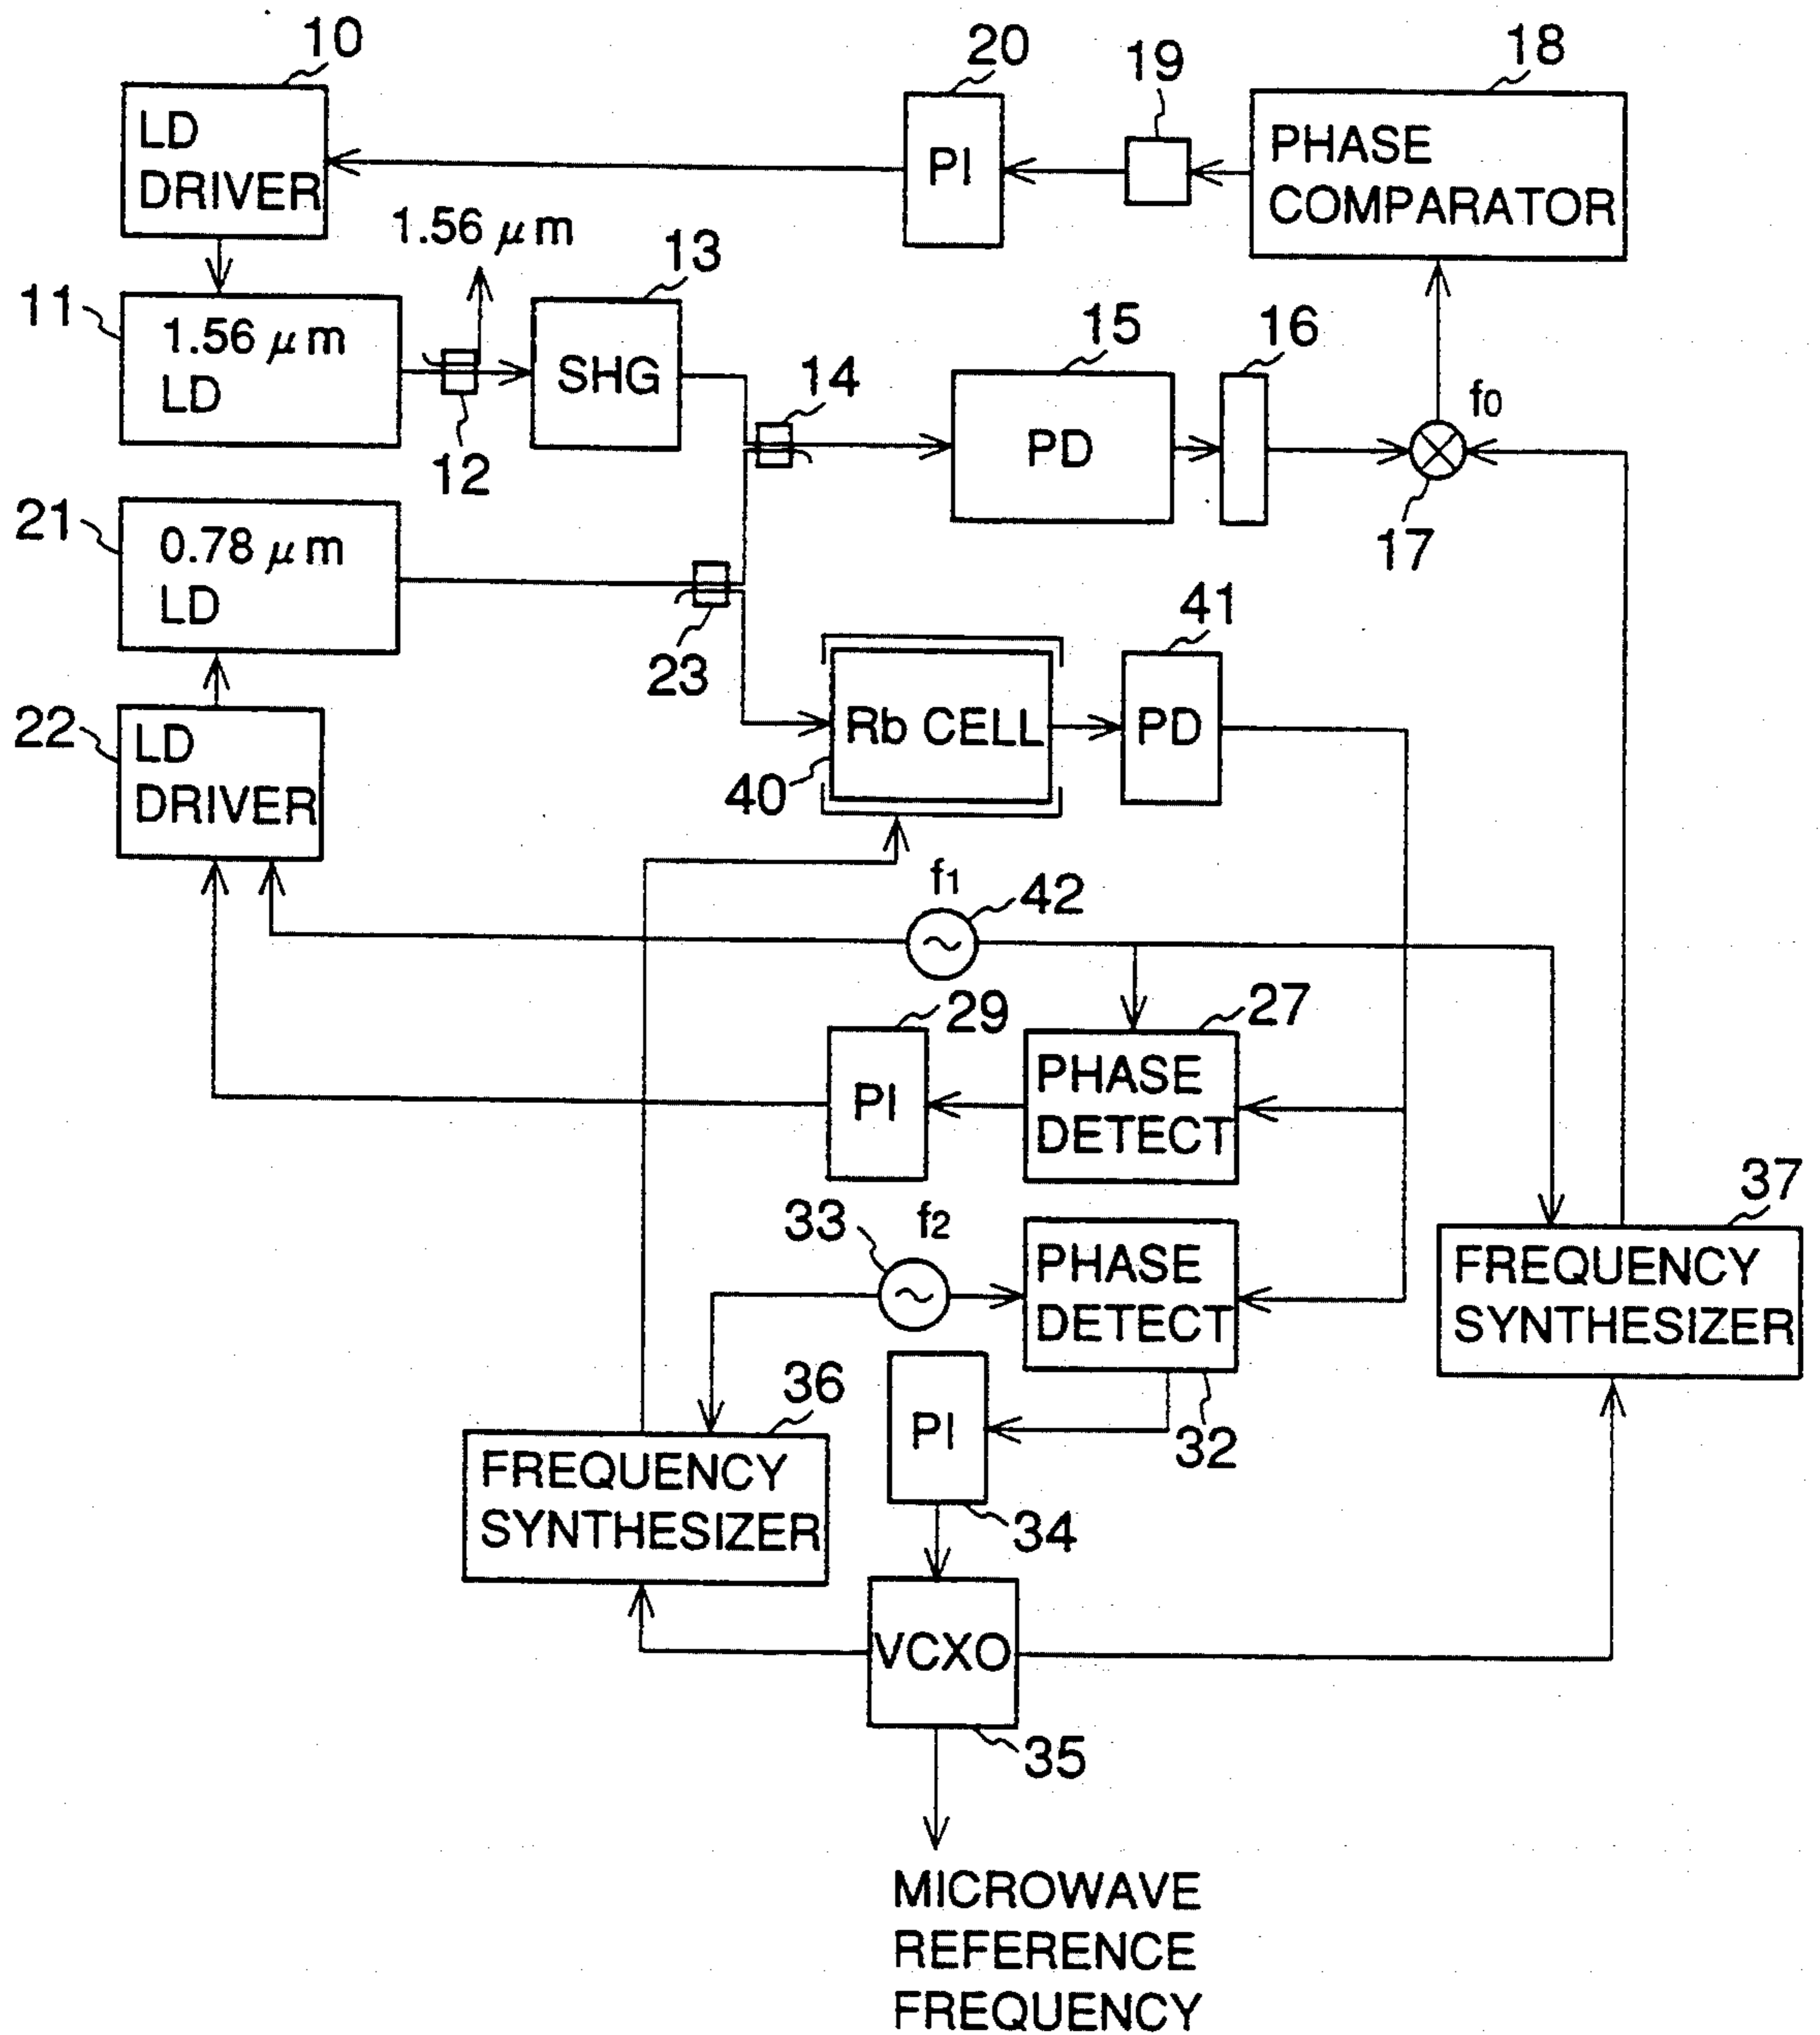 10
20
19
18
LD
DRIVER
PI
PHASE
COMPARATOR
1.56 μm
13
11
1.56 μm
LD
SHG
12
14
15
PD
16
f0
17
21
0.78 μm
LD
23
41
22
LD
DRIVER
Rb CELL
40
PD
f1
42
29
27
PI
PHASE
DETECT
37
33
f2
PHASE
DETECT
32
FREQUENCY
SYNTHESIZER
36
FREQUENCY
SYNTHESIZER
PI
34
VCXO
35
MICROWAVE
REFERENCE
FREQUENCY